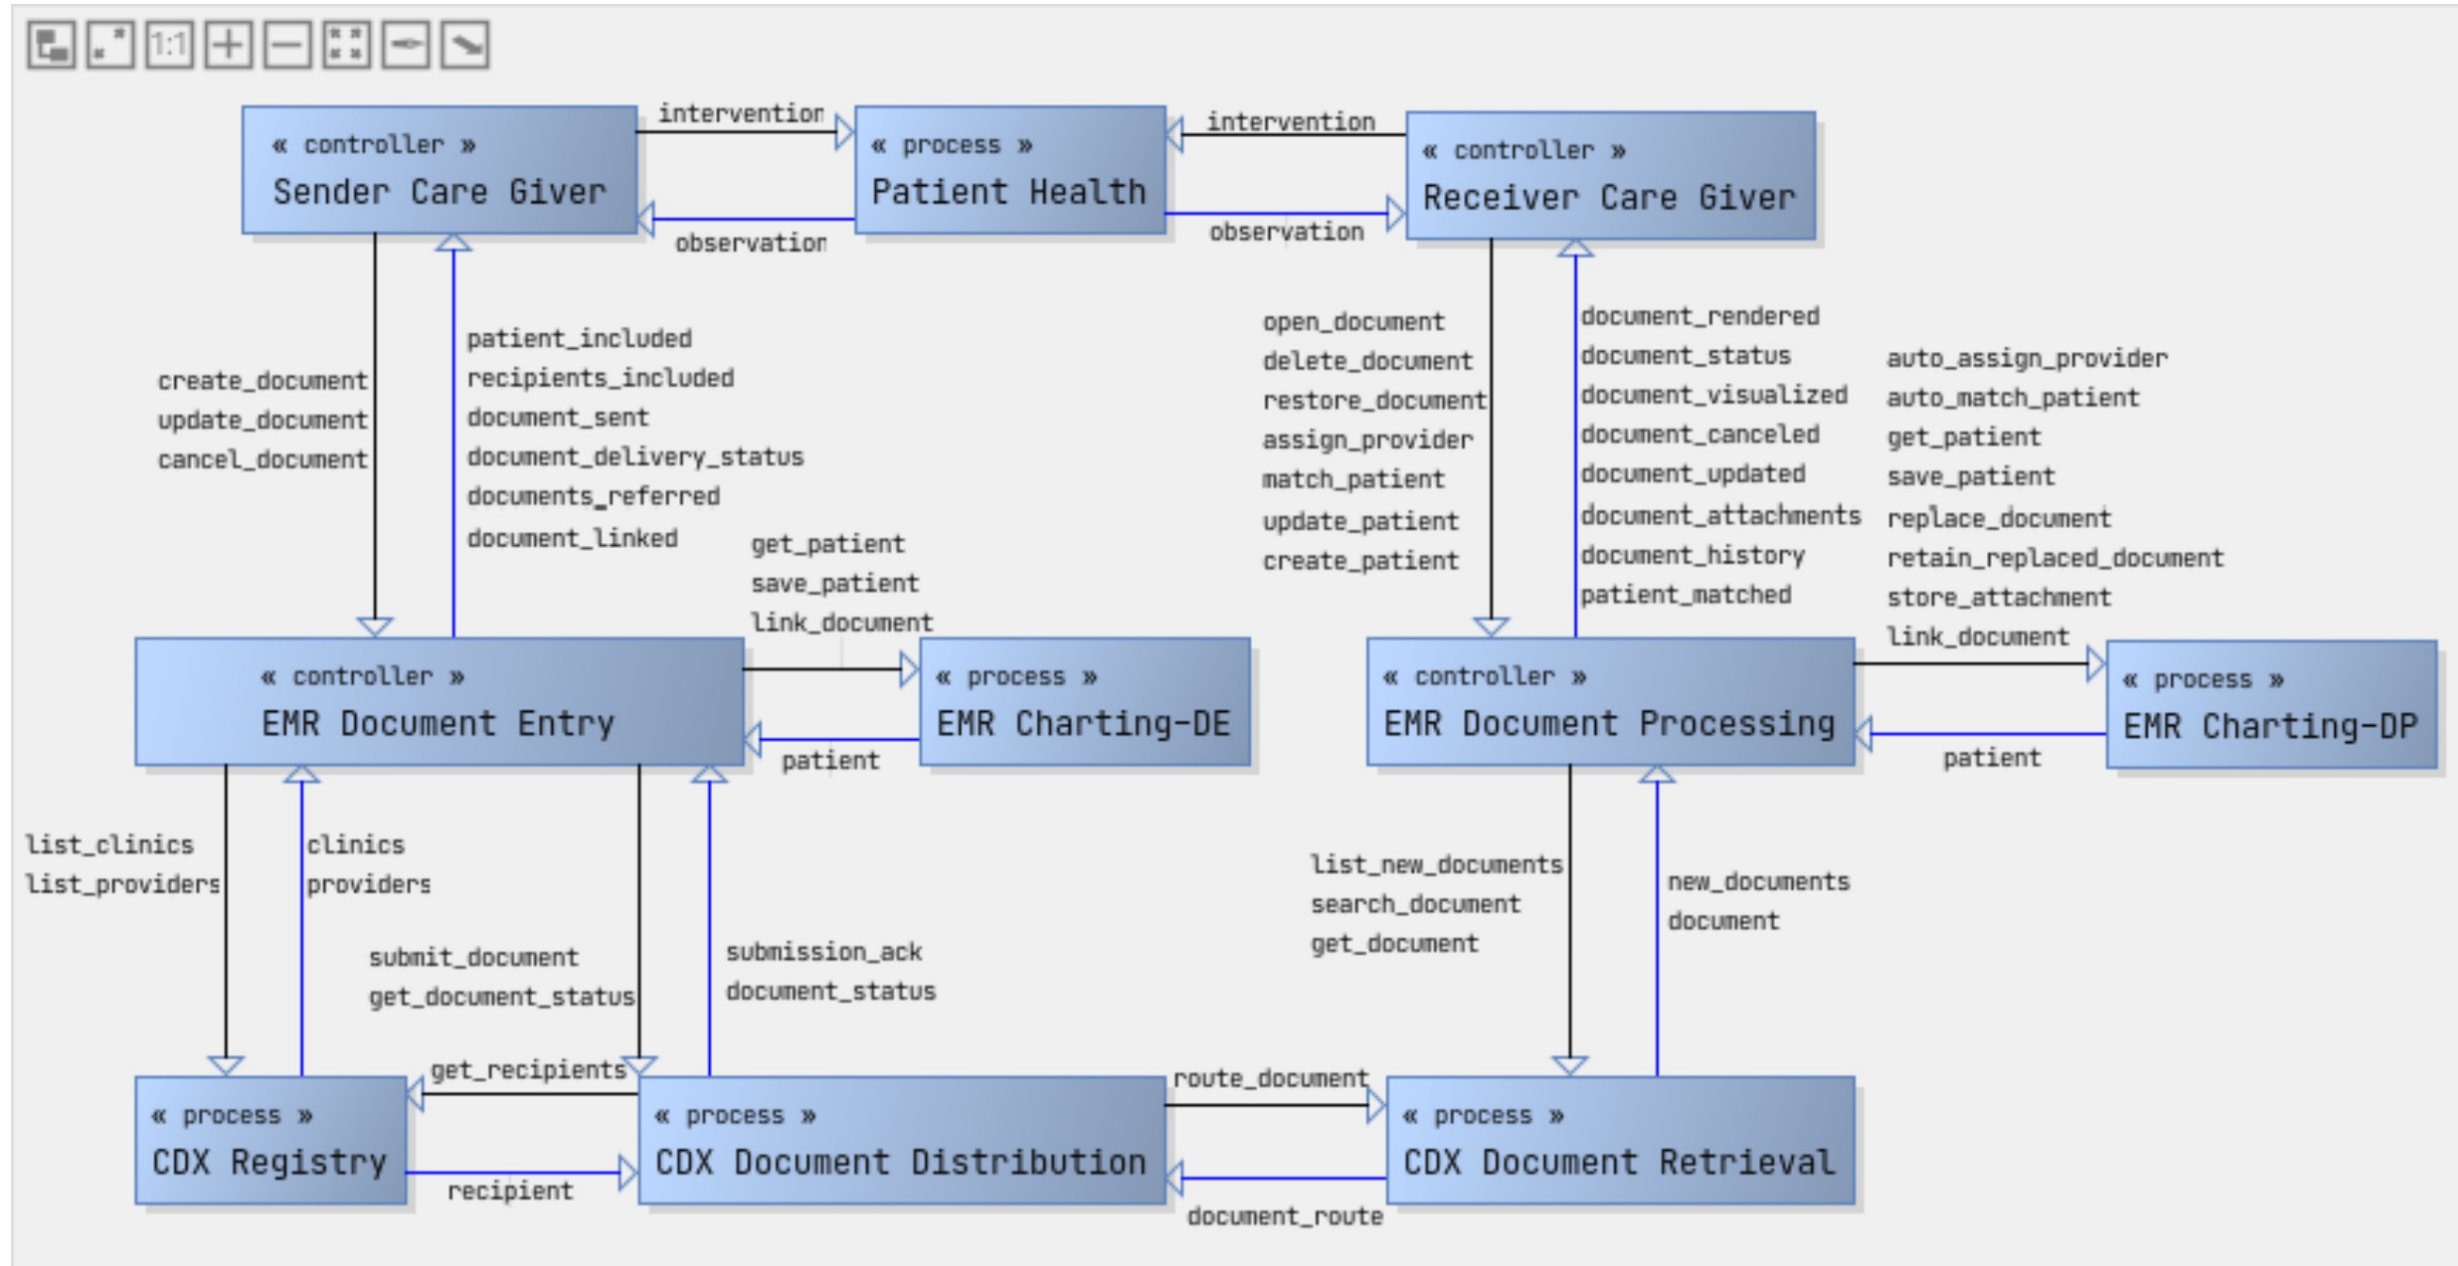 1:1
intervention
intervention
« controller »
Sender Care Giver
« process »
Patient Health
« controller »
Receiver Care Giver
observation
observation
create_document
update_document
cancel_document
patient_included
recipients_included
document_sent
document_delivery_status
documents_referred
document_linked
open_document
delete_document
restore_document
assign_provider
match_patient
update_patient
create_patient
document_rendered
document_status
document_visualized
document_canceled
document_updated
document_attachments
document_history
patient_matched
auto_assign_provider
auto_match_patient
get_patient
save_patient
replace_document
retain_replaced_document
store_attachment
link_document
get_patient
save_patient
link_document
« controller »
EMR Document Entry
« process »
EMR Charting-DE
patient
« controller »
EMR Document Processing
« process »
EMR Charting-DP
patient
list_clinics
list_providers
clinics
providers
submit_document
get_document_status
submission_ack
document_status
list_new_documents
search_document
get_document
new_documents
document
get_recipients
route_document
« process »
CDX Registry
« process »
CDX Document Distribution
« process »
CDX Document Retrieval
recipient
document_route